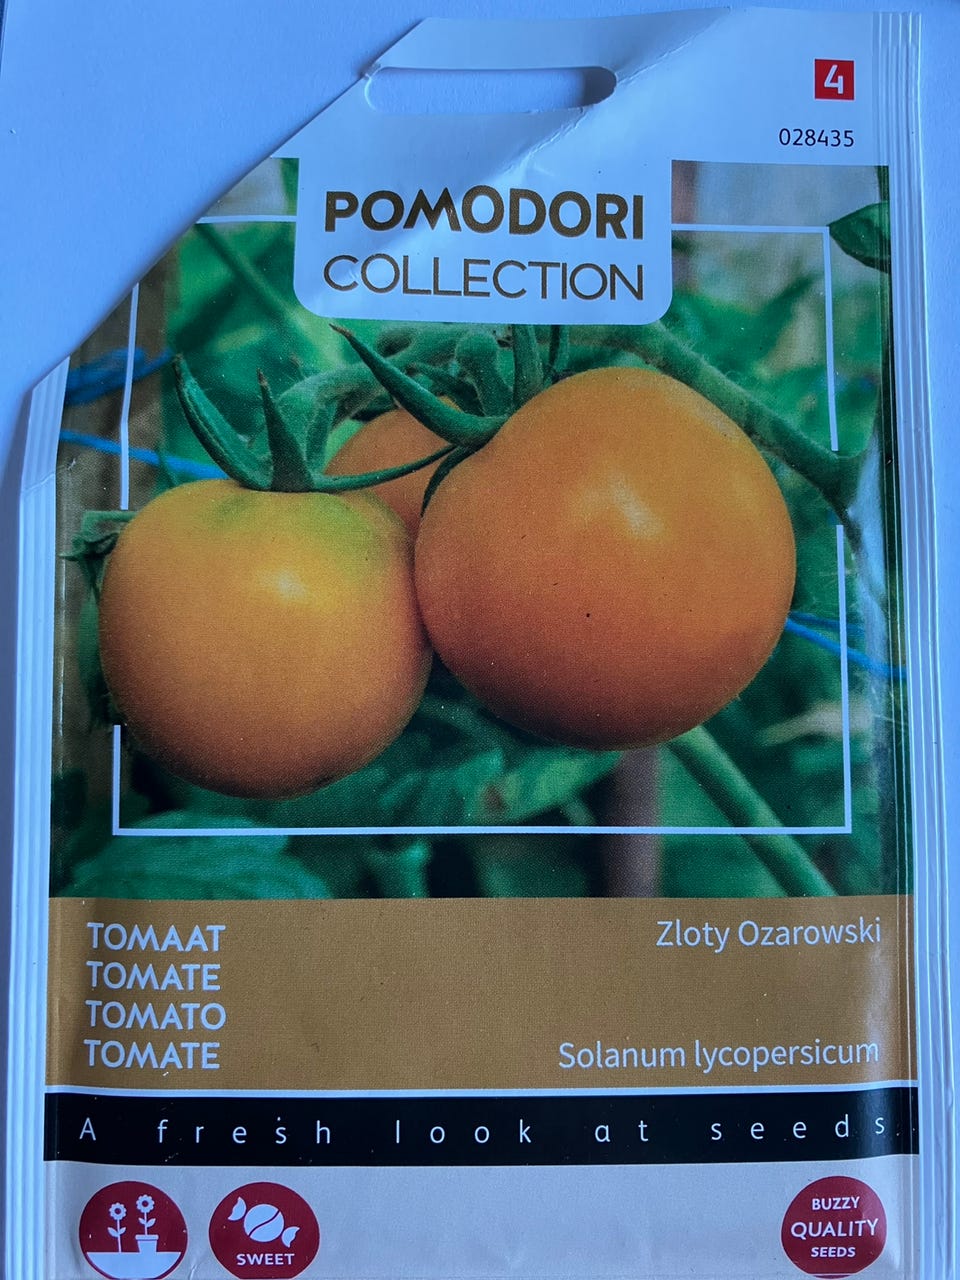 4
028435
POMODORI
COLLECTION
TOMAAT
TOMATE
TOMATO
TOMATE
Zloty Ozarowski
Solanum lycopersicum
A fresh look at seeds
SWEET
BUZZY
QUALITY
SEEDS